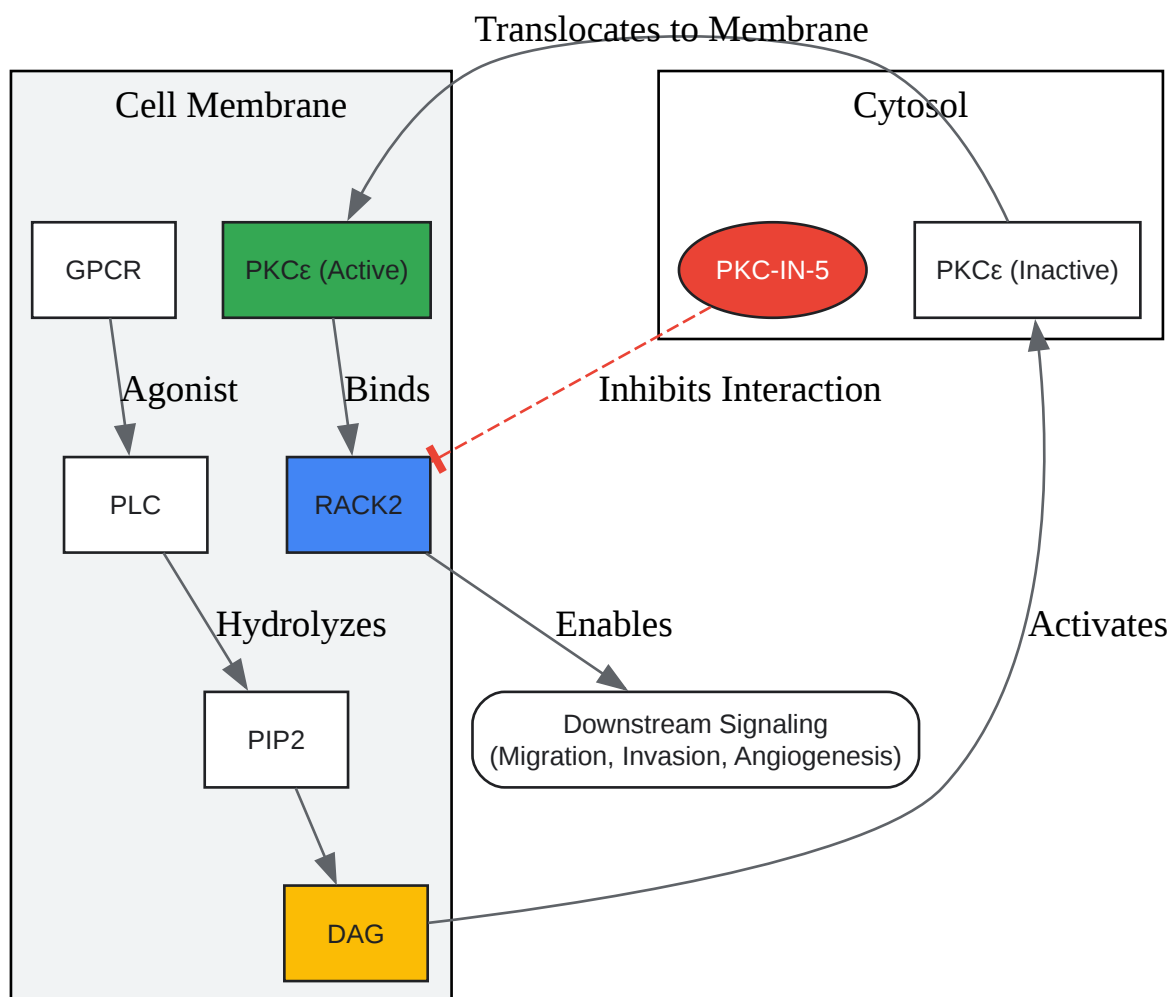 Translates to Membrane
Cell Membrane
Cytosol
GPCR
PKCε (Active)
PKC-IN-5
PKCε (Inactive)
Agonist
Binds
Inhibits Interaction
PLC
RACK2
Hydrolyzes
Enables
Activates
PIP2
Downstream Signaling
(Migration, Invasion, Angiogenesis)
DAG